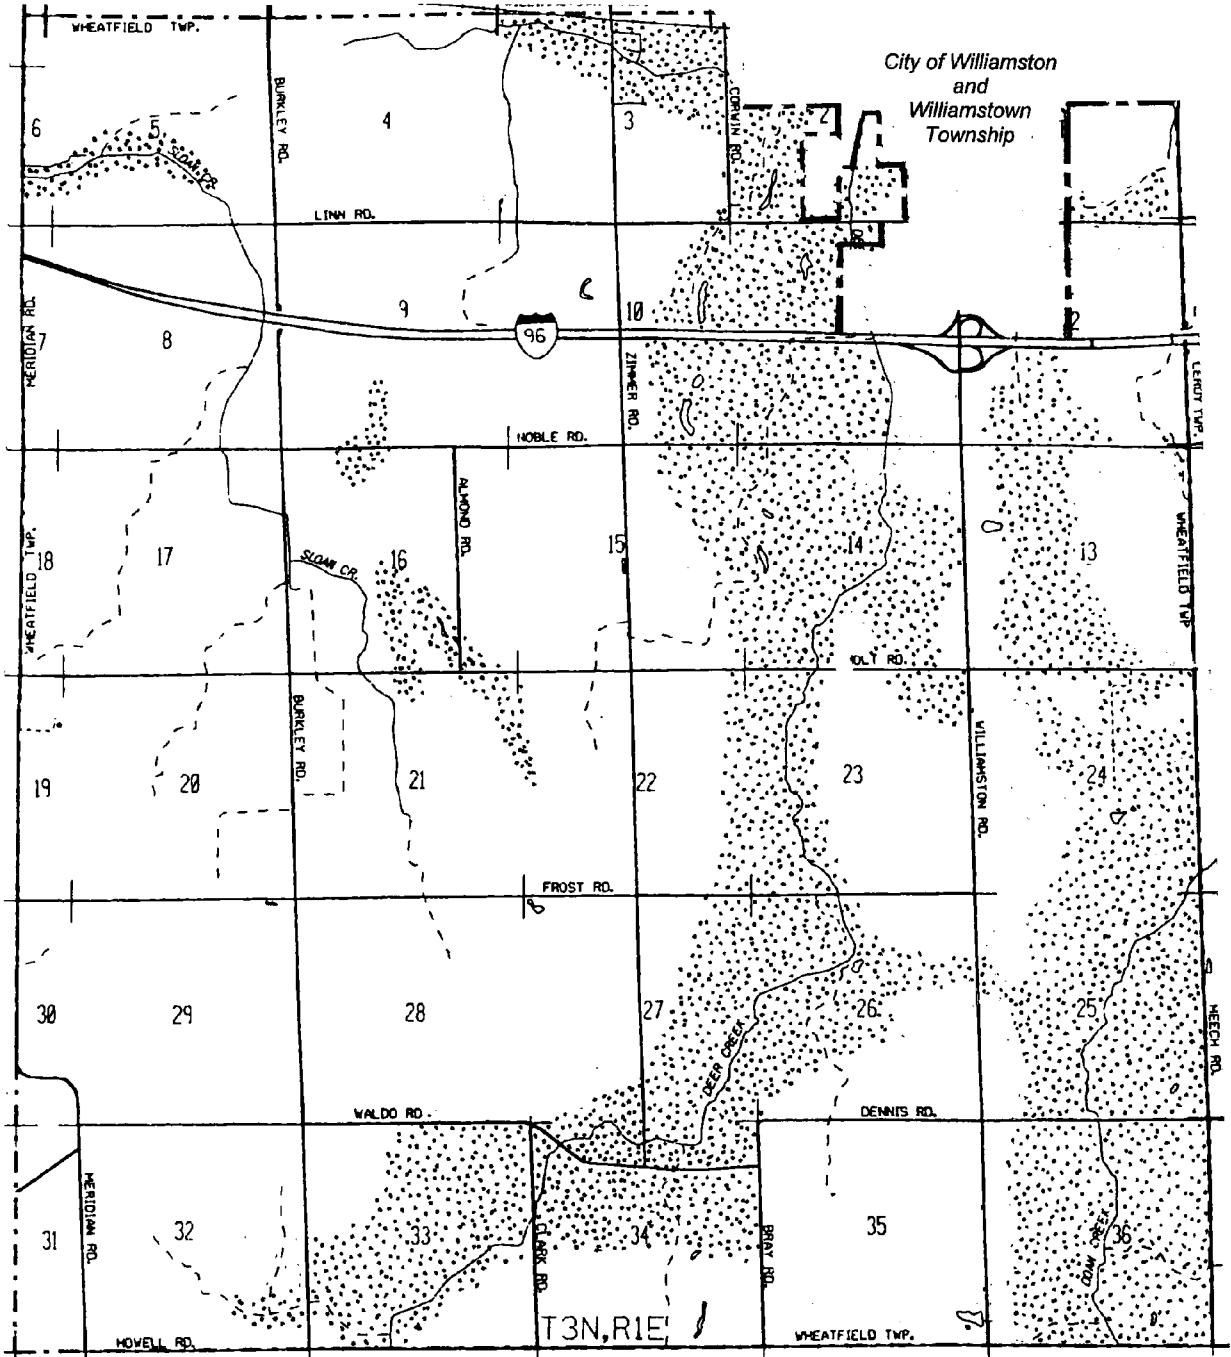 WHEATFIELD TWP.
City of Williamston
and
Williamstown
Township
BURKLEY RD.
CORWIN RD.
6
5
4
3
2
SLOAN CR.
LINN RD.
MERIDIAN RD.
7
8
9
10
96
ZIMMER RD.
LEROY TWP.
NOBLE RD.
ALMOND RD.
WHEATFIELD TWP.
18
17
SLOAN CR.
16
15
14
13
WHEATFIELD TWP
OLT RD.
BURKLEY RD.
WILLIAMSTON RD.
19
20
21
22
23
24
FROST RD.
30
29
28
27
26
25
DEER CREEK
MEECH RD.
WALDO RD.
DENNIS RD.
MERIDIAN RD.
31
32
33
CLARK RD.
34
BRAY RD.
35
DOAN CREEK
36
T3N,R1E
HOWELL RD.
WHEATFIELD TWP.